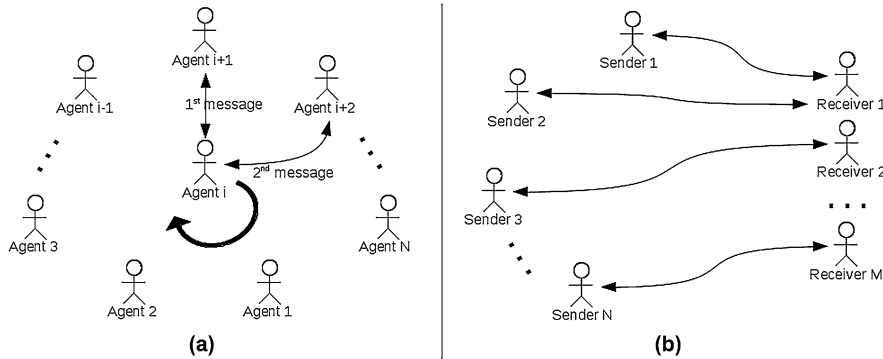 Agent i+1
Agent i-1
1st message
Agent i+2
Agent i
2nd message
Agent 3
Agent N
Agent 2
Agent 1
(a)
Sender 1
Receiver 1
Sender 2
Receiver 2
Sender 3
Receiver M
Sender N
(b)